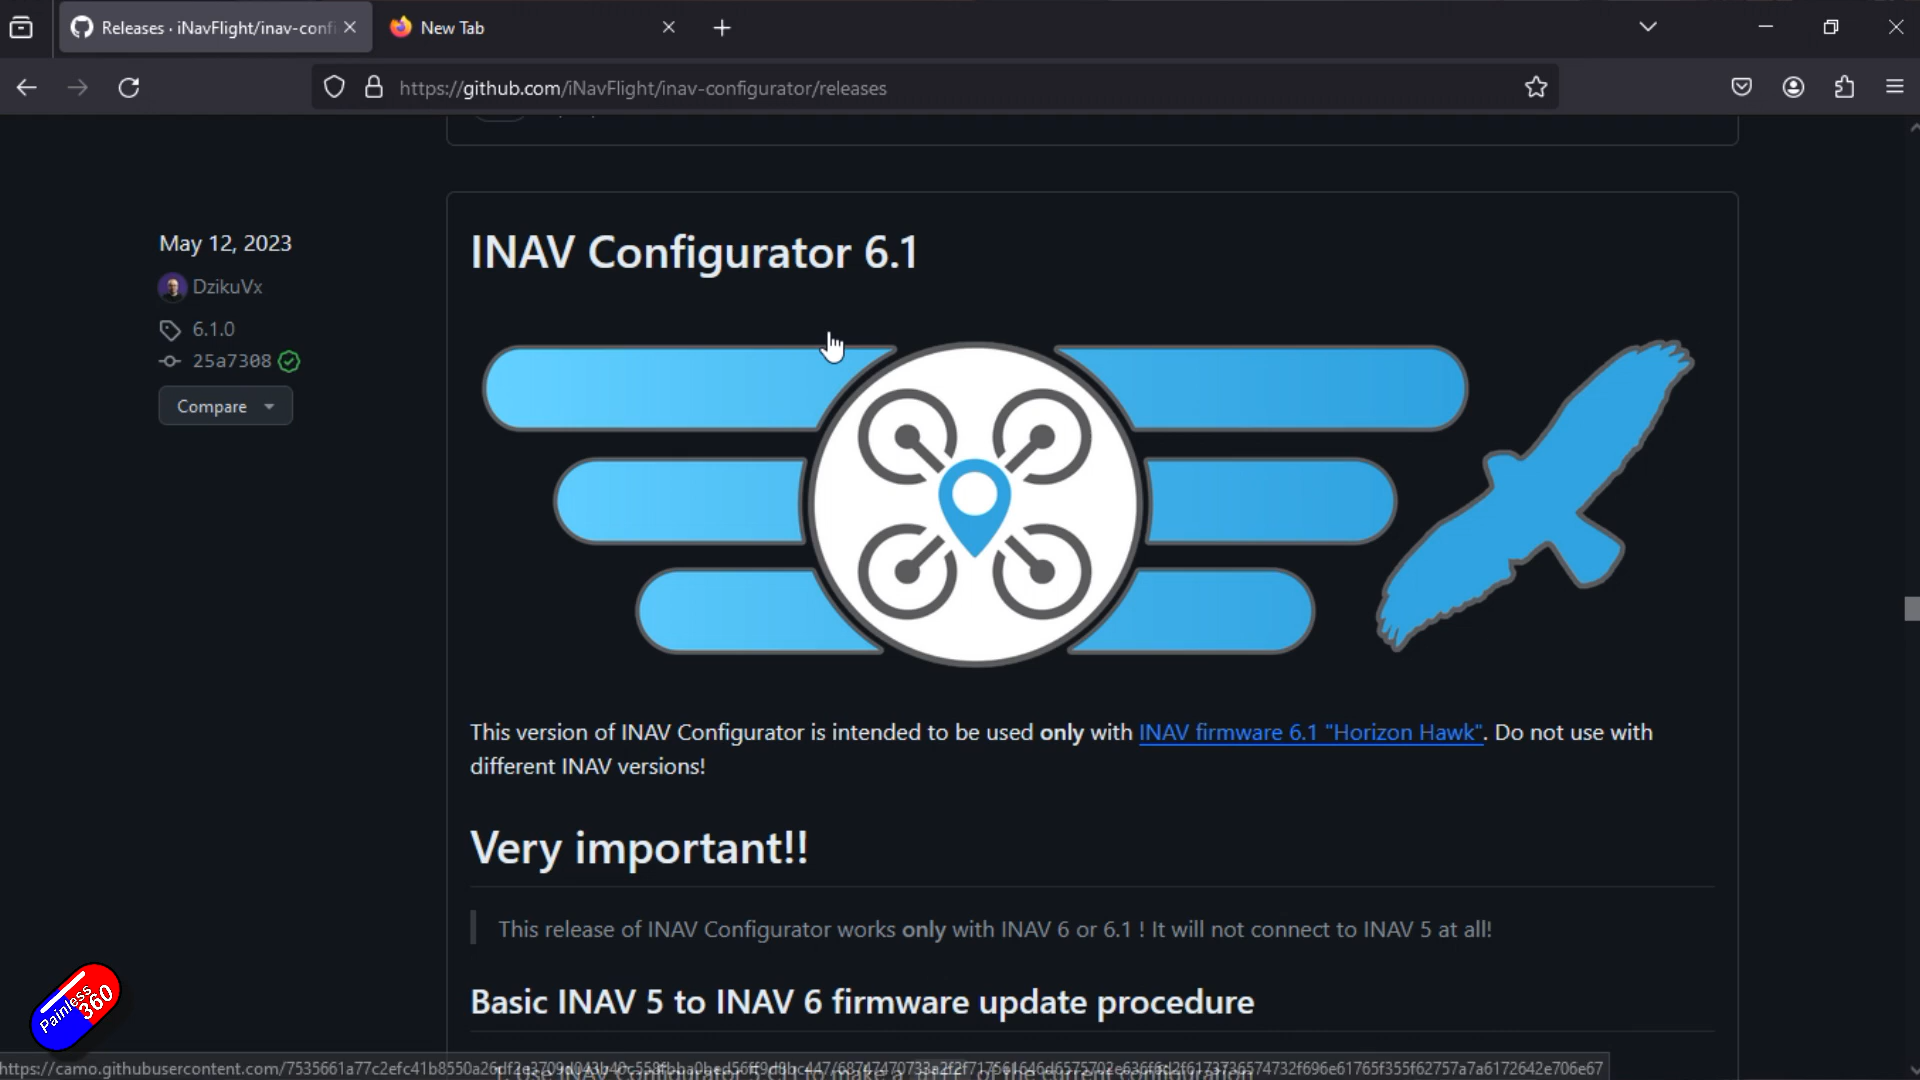 Releases · iNavFlight/inav-confi
New Tab
https://github.com/iNavFlight/inav-configurator/releases
May 12, 2023
DzikuVx
6.1.0
25a7308
Compare
INAV Configurator 6.1
This version of INAV Configurator is intended to be used only with INAV firmware 6.1 "Horizon Hawk". Do not use with
different INAV versions!
Very important!!
This release of INAV Configurator works only with INAV 6 or 6.1 ! It will not connect to INAV 5 at all!
Basic INAV 5 to INAV 6 firmware update procedure
Painless
360